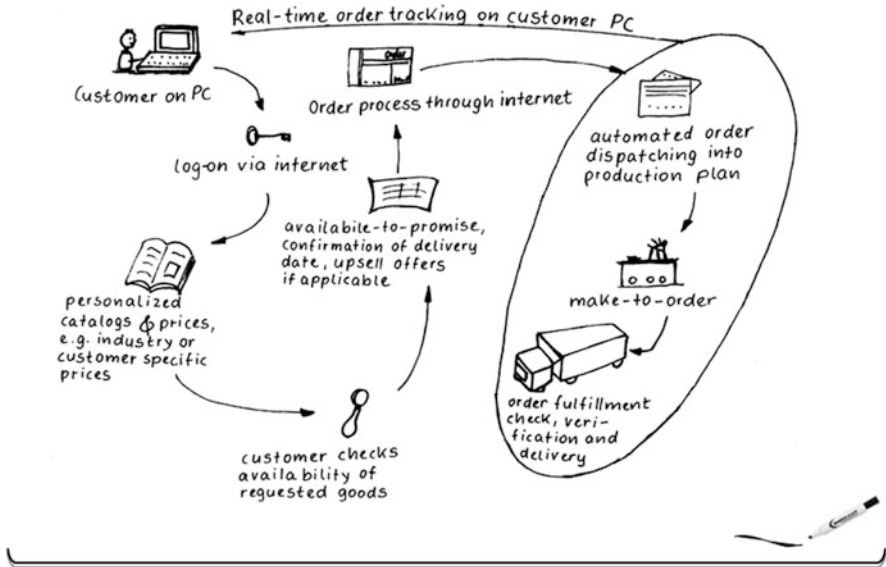 Real-time order tracking on customer PC
Customer on PC
log-on via internet
personalized
catalogs & prices,
e.g. industry or
customer specific
prices
customer checks
availability of
requested goods
availabile-to-promise,
confirmation of delivery
date, upsell offers
if applicable
Order
Order process through internet
automated order
dispatching into
production plan
make-to-order
order fulfillment
check, veri-
fication and
delivery